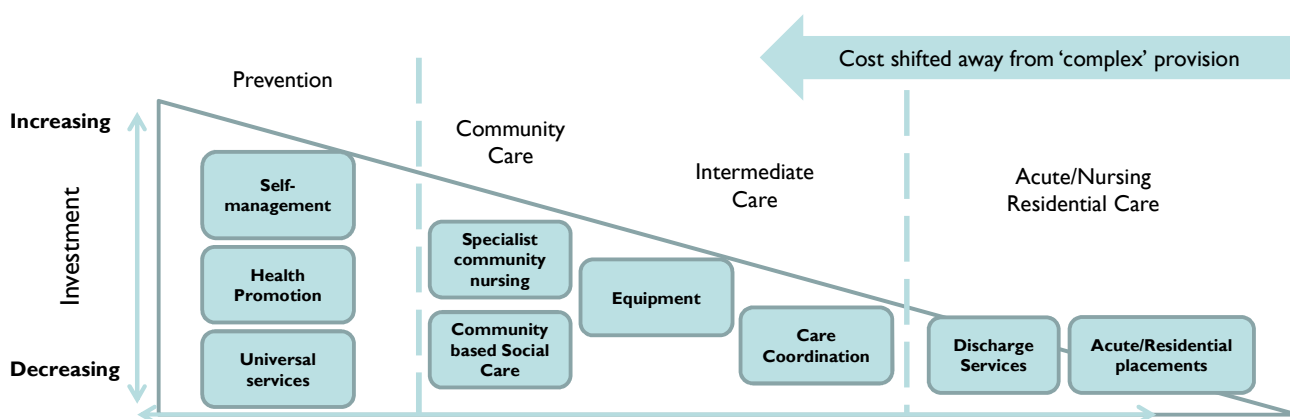 Cost shifted away from ‘complex’ provision
Prevention
Increasing
Community
Care
Intermediate
Care
Acute/Nursing
Residential Care
Investment
Self-
management
Specialist
community
nursing
Health
Promotion
Equipment
Community
based Social
Care
Care
Coordination
Discharge
Services
Acute/Residential
placements
Universal
services
Decreasing